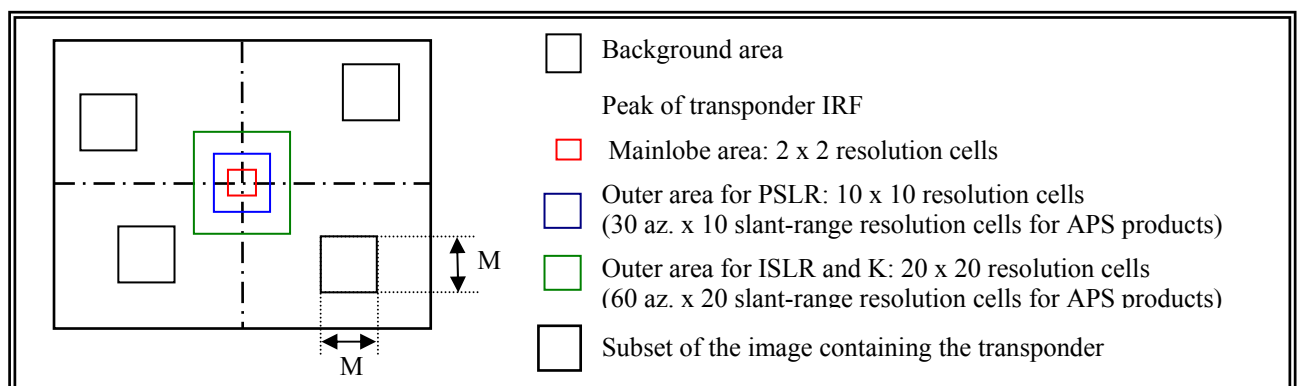 Background area
Peak of transponder IRF
Mainlobe area: 2 x 2 resolution cells
Outer area for PSLR: 10 x 10 resolution cells
(30 az. x 10 slant-range resolution cells for APS products)
Outer area for ISLR and K: 20 x 20 resolution cells
(60 az. x 20 slant-range resolution cells for APS products)
Subset of the image containing the transponder
M
M